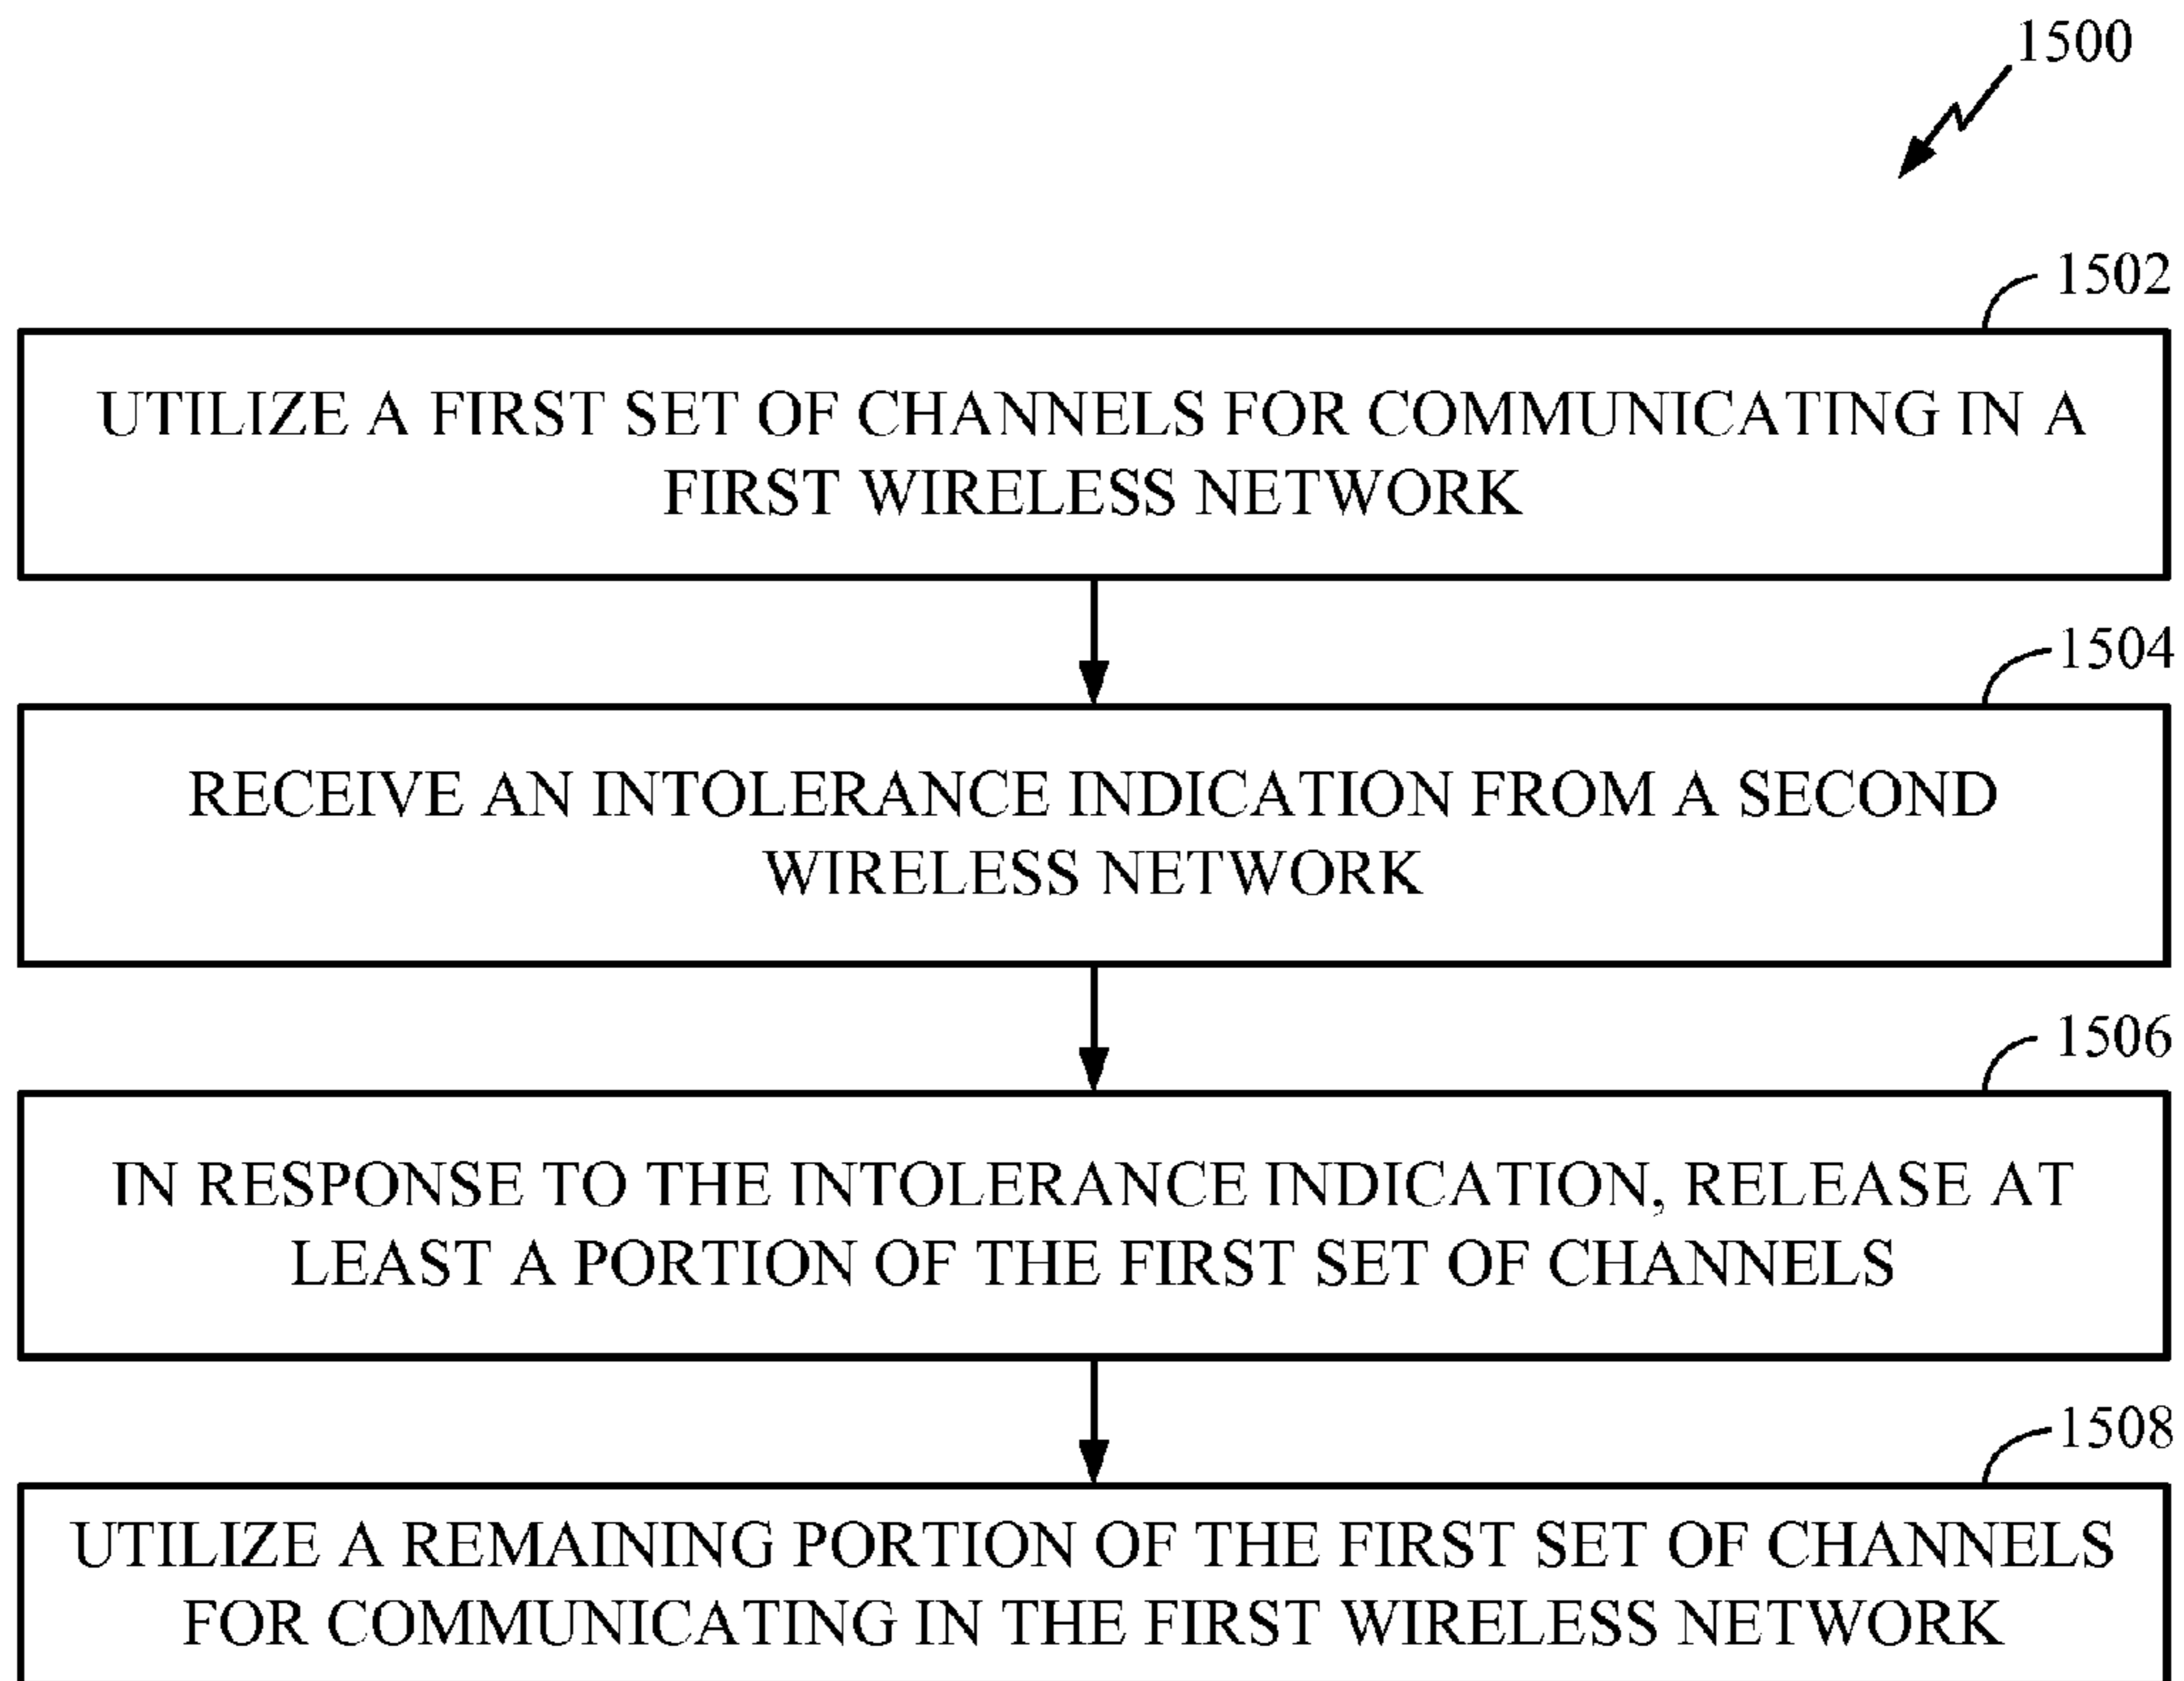 1500
1502
UTILIZE A FIRST SET OF CHANNELS FOR COMMUNICATING IN A
FIRST WIRELESS NETWORK
1504
RECEIVE AN INTOLERANCE INDICATION FROM A SECOND
WIRELESS NETWORK
1506
IN RESPONSE TO THE INTOLERANCE INDICATION, RELEASE AT
LEAST A PORTION OF THE FIRST SET OF CHANNELS
1508
UTILIZE A REMAINING PORTION OF THE FIRST SET OF CHANNELS
FOR COMMUNICATING IN THE FIRST WIRELESS NETWORK